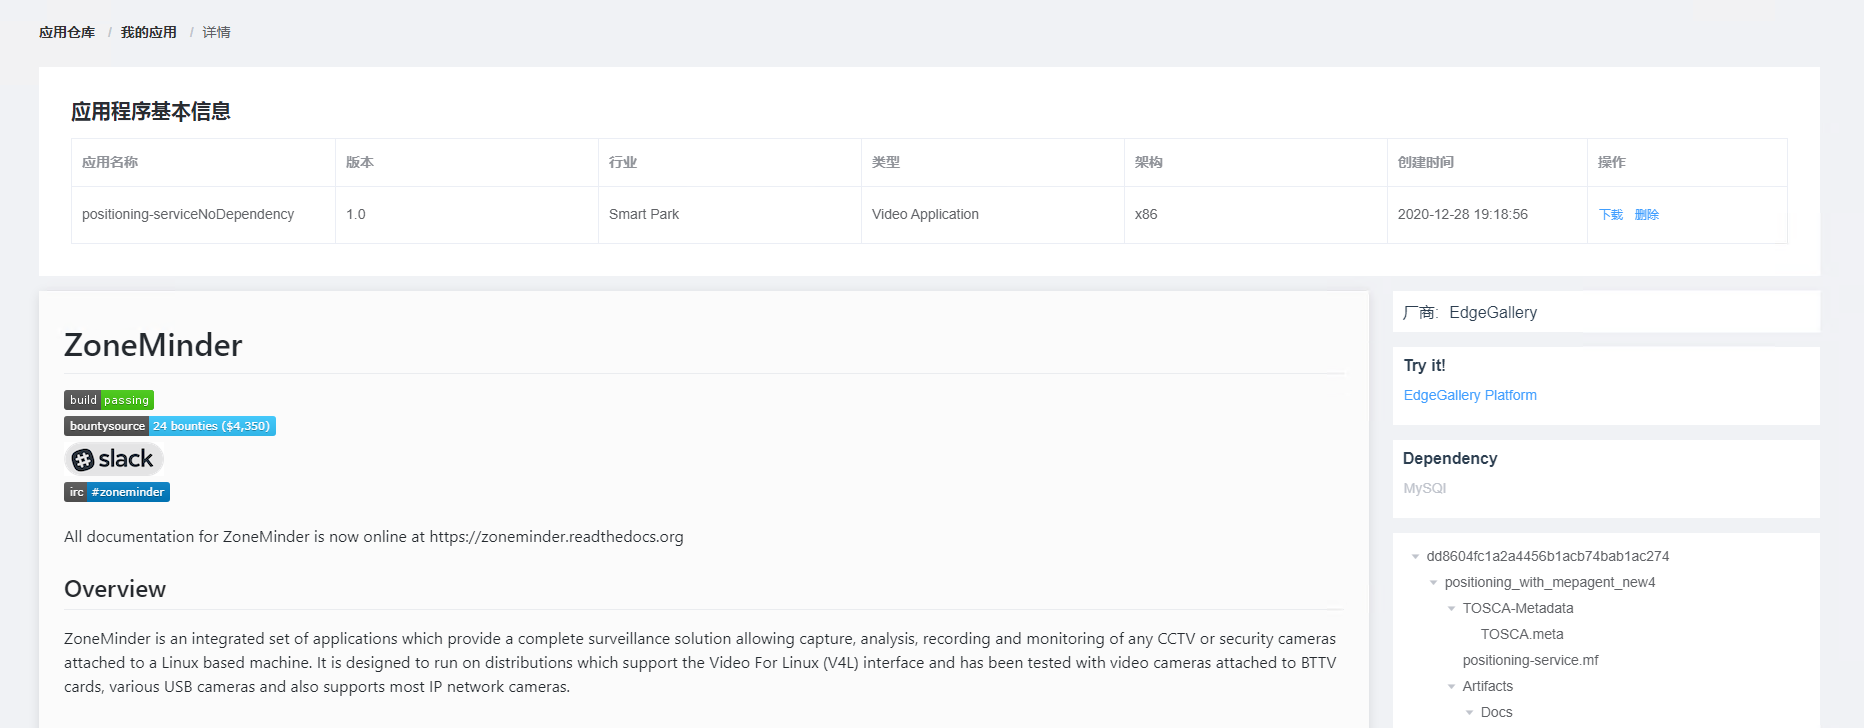 应用仓库 / 我的应用 / 详情
应用程序基本信息
应用名称 版本 行业 类型 架构 创建时间 操作
positioning-serviceNoDependency 1.0 Smart Park Video Application x86 2020-12-28 19:18:56 下载 删除
ZoneMinder
build passing
bountysource 24 bounties ($4,350)
slack
irc #zoneminder
All documentation for ZoneMinder is now online at https://zoneminder.readthedocs.org
Overview
ZoneMinder is an integrated set of applications which provide a complete surveillance solution allowing capture, analysis, recording and monitoring of any CCTV or security cameras
attached to a Linux based machine. It is designed to run on distributions which support the Video For Linux (V4L) interface and has been tested with video cameras attached to BTTV
cards, various USB cameras and also supports most IP network cameras.
厂商: EdgeGallery
Try it!
EdgeGallery Platform
Dependency
MySQl
dd8604fc1a2a4456b1acb74bab1ac274
positioning_with_mepagent_new4
TOSCA-Metadata
TOSCA.meta
positioning-service.mf
Artifacts
Docs